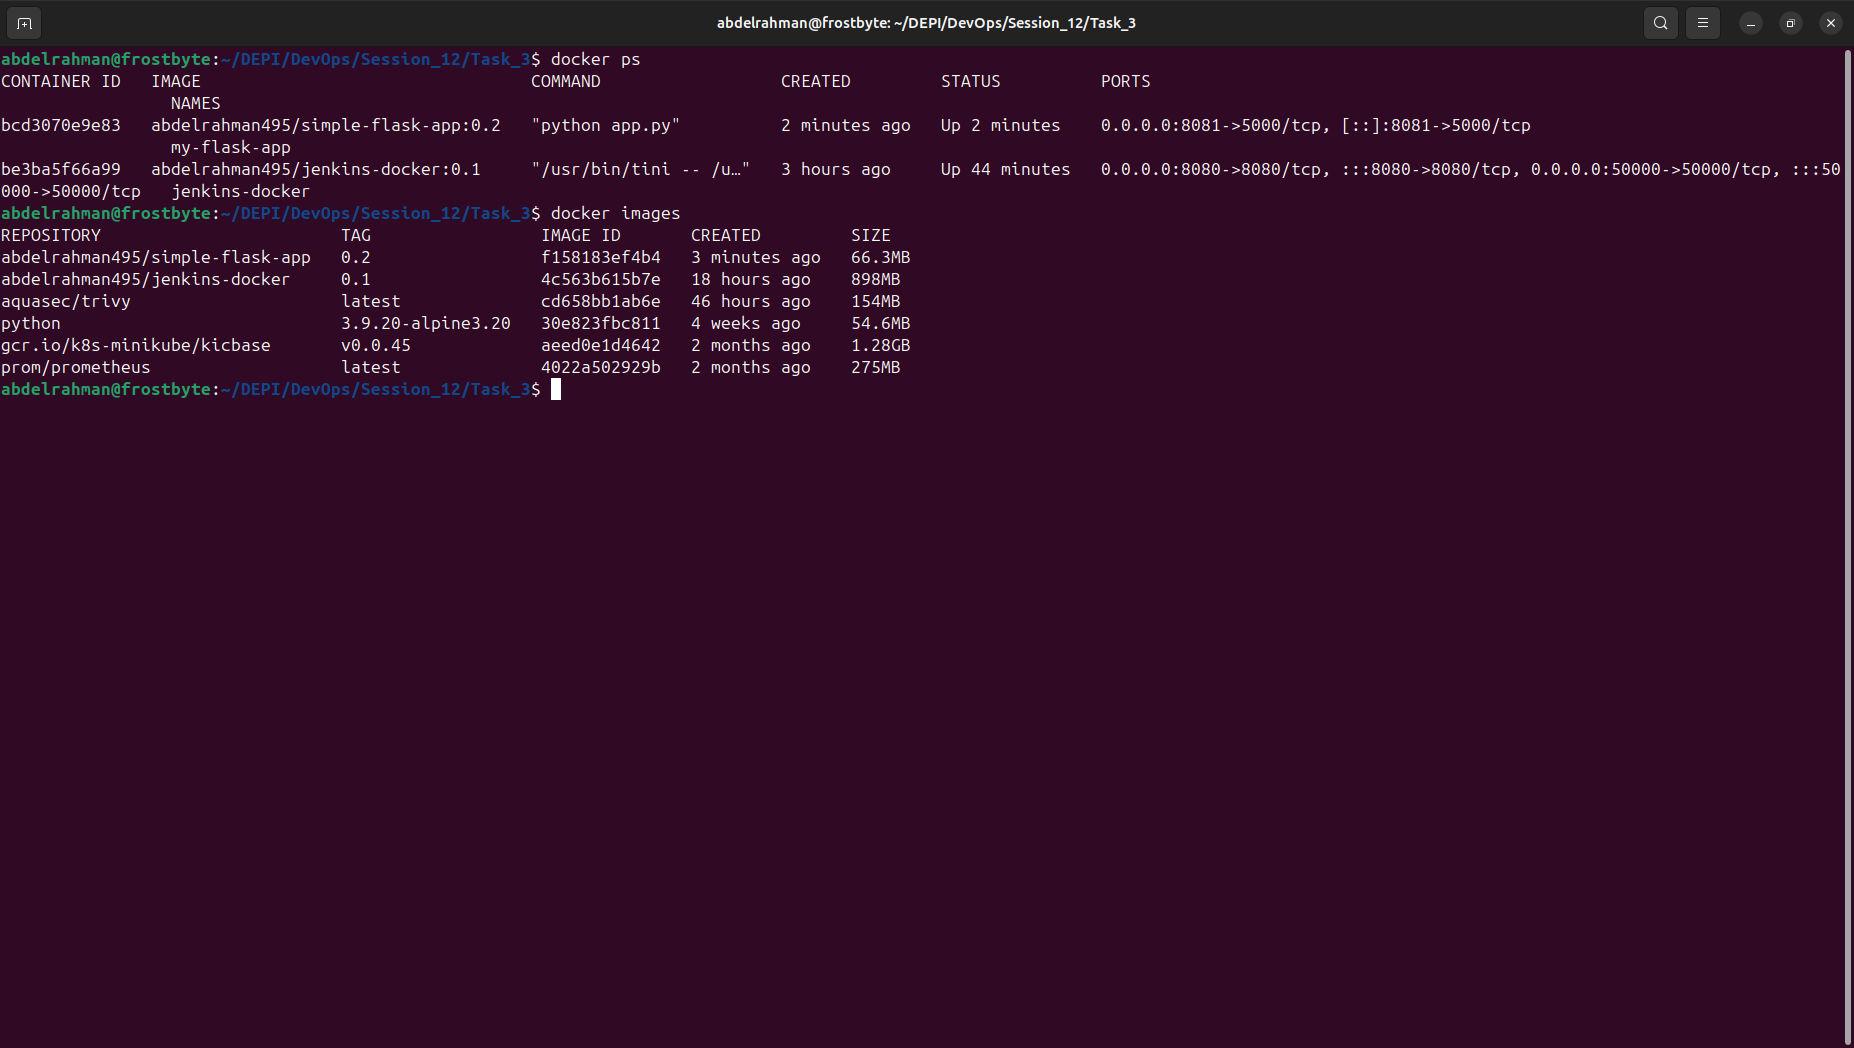 abdelrahman@frostbyte: ~/DEPI/DevOps/Session_12/Task_3
abdelrahman@frostbyte:~/DEPI/DevOps/Session_12/Task_3$ docker ps
CONTAINER ID   IMAGE                                 COMMAND                  CREATED         STATUS          PORTS
                 NAMES
bcd3070e9e83   abdelrahman495/simple-flask-app:0.2   "python app.py"          2 minutes ago   Up 2 minutes    0.0.0.0:8081->5000/tcp, [::]:8081->5000/tcp
                 my-flask-app
be3ba5f66a99   abdelrahman495/jenkins-docker:0.1     "/usr/bin/tini -- /u…"   3 hours ago     Up 44 minutes   0.0.0.0:8080->8080/tcp, :::8080->8080/tcp, 0.0.0.0:50000->50000/tcp, :::50
000->50000/tcp   jenkins-docker
abdelrahman@frostbyte:~/DEPI/DevOps/Session_12/Task_3$ docker images
REPOSITORY                        TAG                 IMAGE ID       CREATED         SIZE
abdelrahman495/simple-flask-app   0.2                 f158183ef4b4   3 minutes ago   66.3MB
abdelrahman495/jenkins-docker     0.1                 4c563b615b7e   18 hours ago    898MB
aquasec/trivy                     latest              cd658bb1ab6e   46 hours ago    154MB
python                            3.9.20-alpine3.20   30e823fbc811   4 weeks ago     54.6MB
gcr.io/k8s-minikube/kicbase       v0.0.45             aeed0e1d4642   2 months ago    1.28GB
prom/prometheus                   latest              4022a502929b   2 months ago    275MB
abdelrahman@frostbyte:~/DEPI/DevOps/Session_12/Task_3$